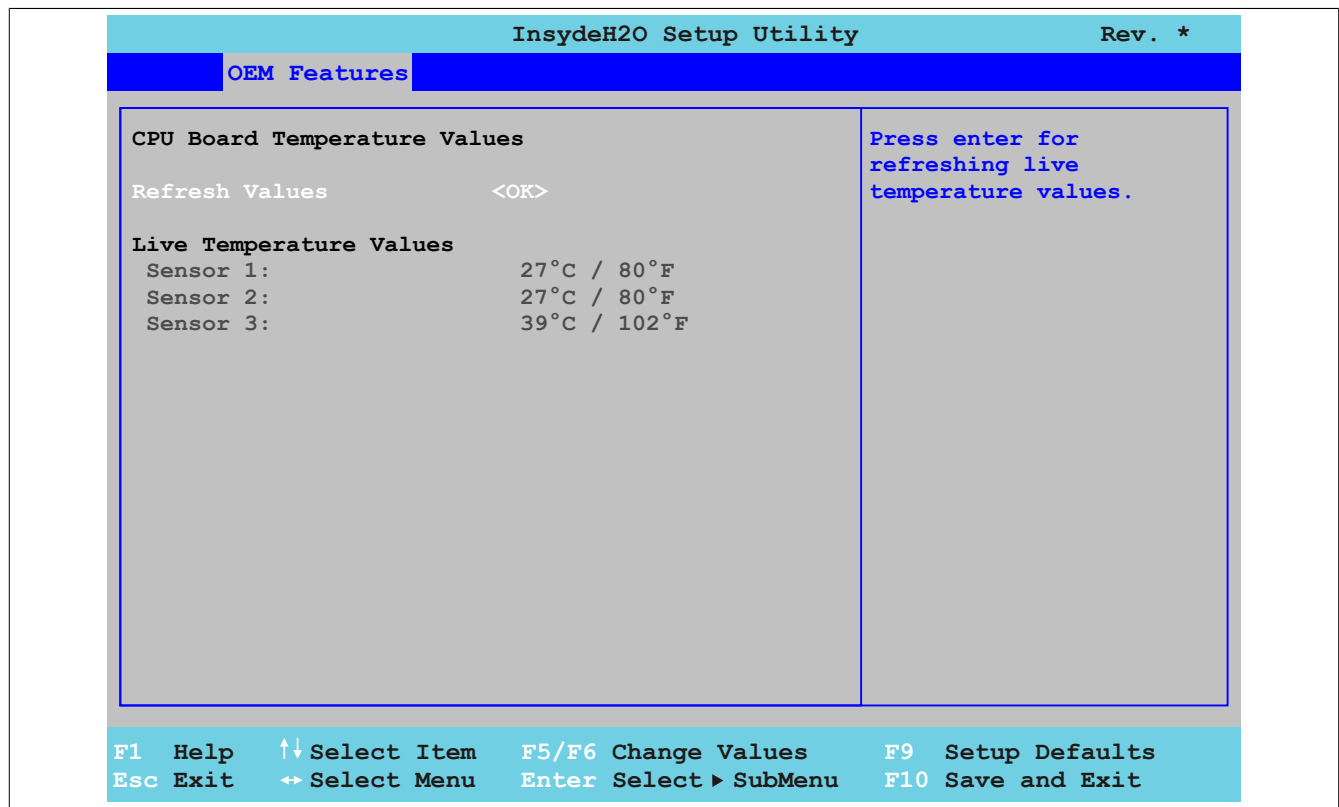 InsydeH2O Setup Utility Rev. *
OEM Features
CPU Board Temperature Values
Refresh Values <OK>
Live Temperature Values
Sensor 1: 27°C / 80°F
Sensor 2: 27°C / 80°F
Sensor 3: 39°C / 102°F
Press enter for
refreshing live
temperature values.
F1 Help ↑↓ Select Item F5/F6 Change Values F9 Setup Defaults
Esc Exit ↔ Select Menu Enter Select ▶ SubMenu F10 Save and Exit